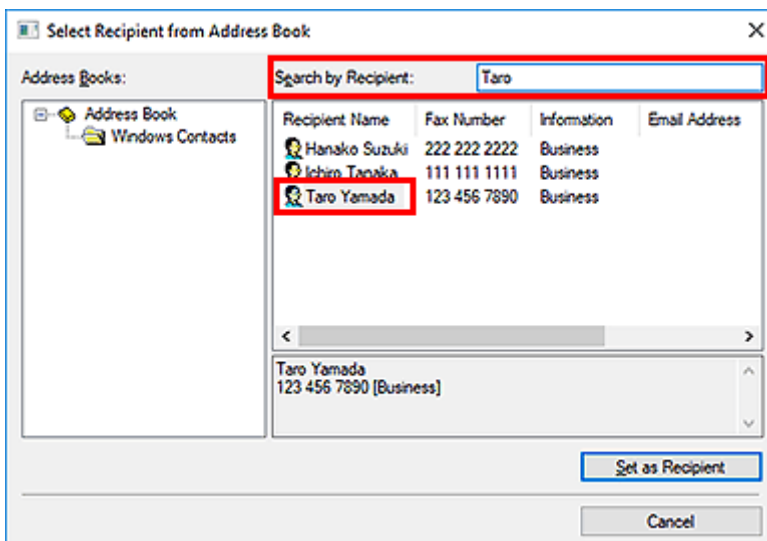 Select Recipient from Address Book
Address Books:
Search by Recipient: Taro
Address Book
Windows Contacts
Recipient Name Fax Number Information Email Address
Hanako Suzuki 222 222 2222 Business
Ichiro Tanaka 111 111 1111 Business
Taro Yamada 123 456 7890 Business
Taro Yamada
123 456 7890 [Business]
Set as Recipient
Cancel